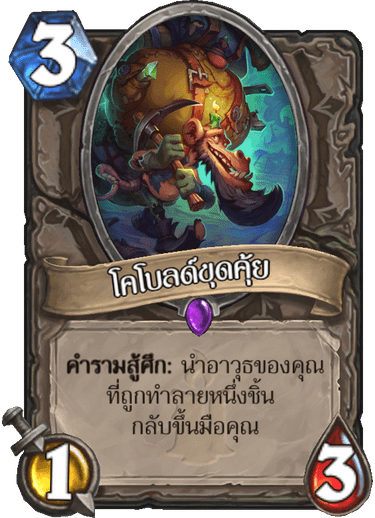 3
โคโบลด์ขุดคุ้ย
คำรามสู้ศึก: นำอาวุธของคุณ
ที่ถูกทำลายหนึ่งชิ้น
กลับขึ้นมือคุณ
1
3